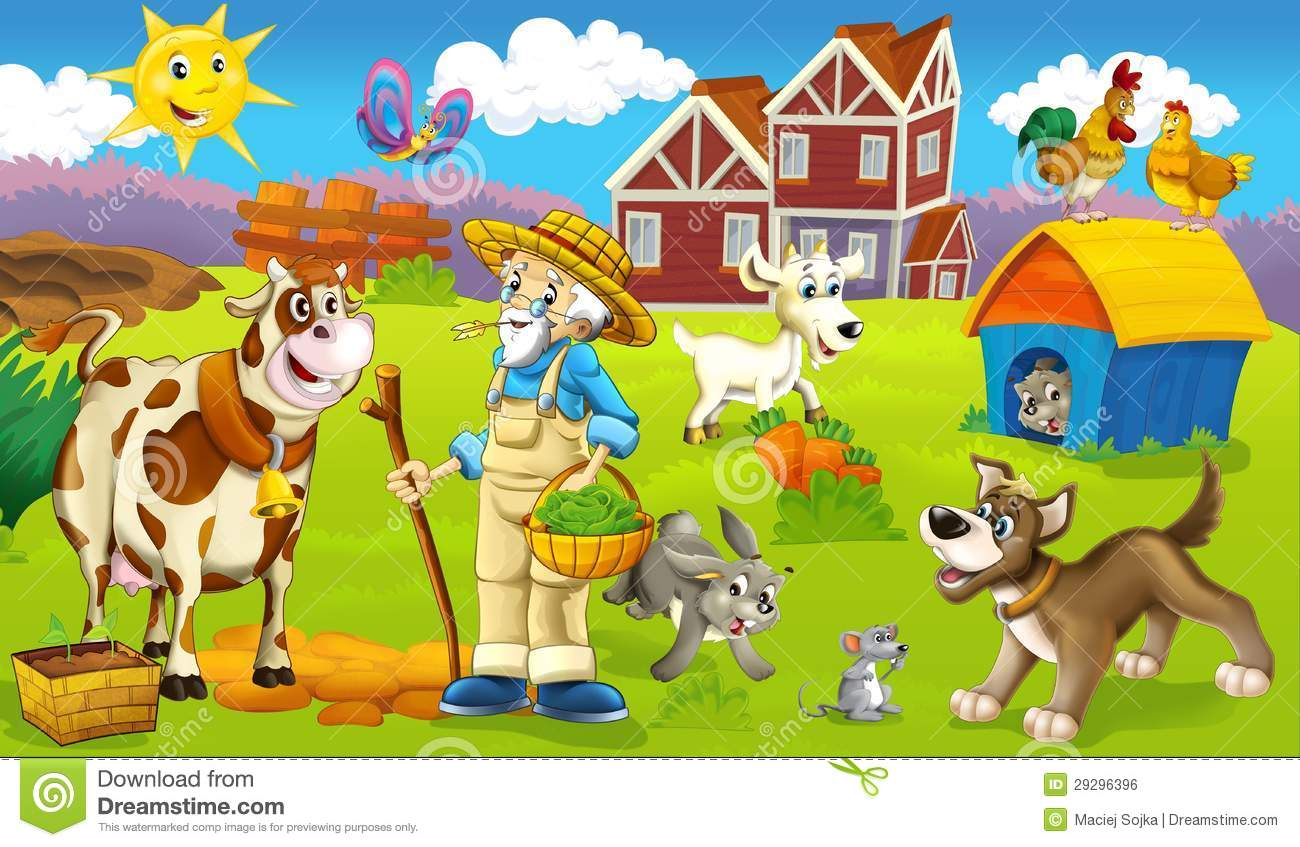 Download from
Dreamstime.com
This watermarked comp image is for previewing purposes only.
ID 29296396
Maciej Sojka | Dreamstime.com
dreamstime